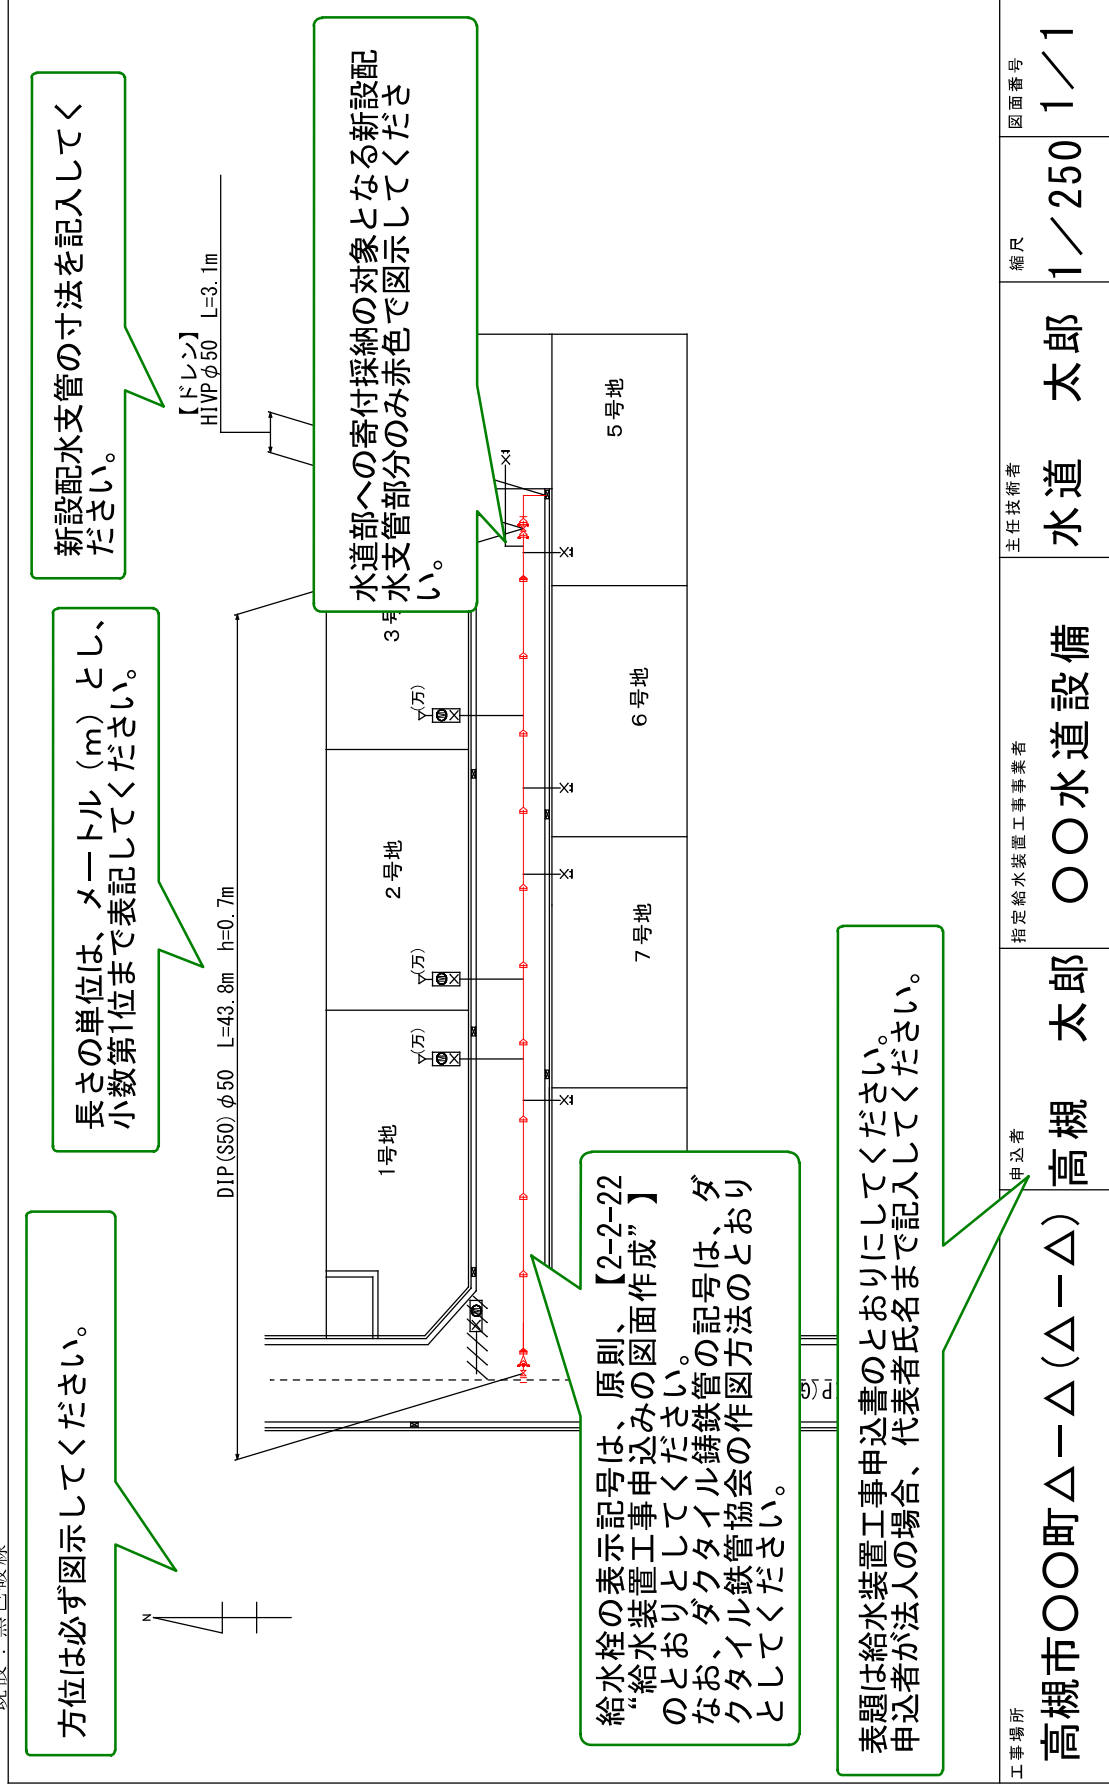 方位は必ず図示してください。
長さの単位は、メートル（m）とし、
小数第1位まで表記してください。
新設配水支管の寸法を記入してく
ださい。
DIP(S50)φ50 L=43.8m h=0.7m
【ドレン】
HIVPφ50 L=3.1m
水道部への寄付採納の対象となる新設配
水支管部分のみ赤色で図示してくださ
い。
N
1号地
2号地
3号
(万)
(万)
(万)
5号地
6号地
7号地
給水栓の表示記号は、原則、【2-2-22
“給水装置工事申込みの図面作成”】
のとおりとしてください。
なお、ダクタイル鋳鉄管の記号は、ダ
クタイル鉄管協会の作図方法のとおり
としてください。
表題は給水装置工事申込書のとおりにしてください。
申込者が法人の場合、代表者氏名まで記入してください。
工事場所
高槻市〇〇町△－△（△－△）
申込者
高槻 太郎
指定給水装置工事事業者
〇〇水道設備
主任技術者
水道 太郎
縮尺
1／250
図面番号
1／1